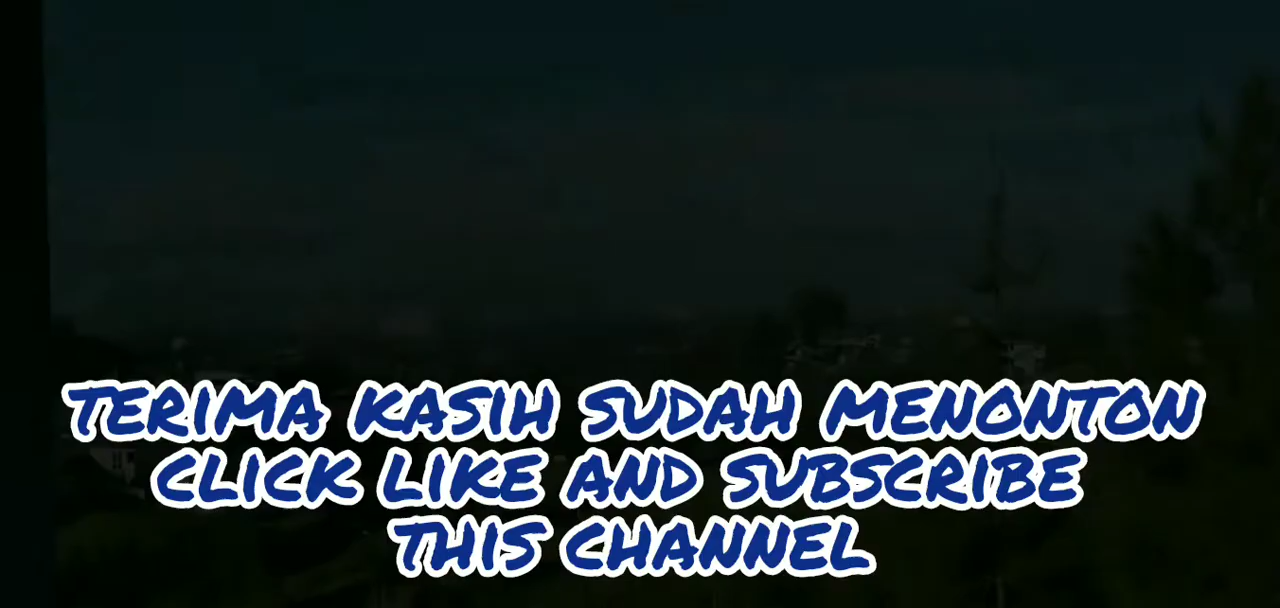 TERIMA KASIH SUDAH MENONTON
CLICK LIKE AND SUBSCRIBE
THIS CHANNEL